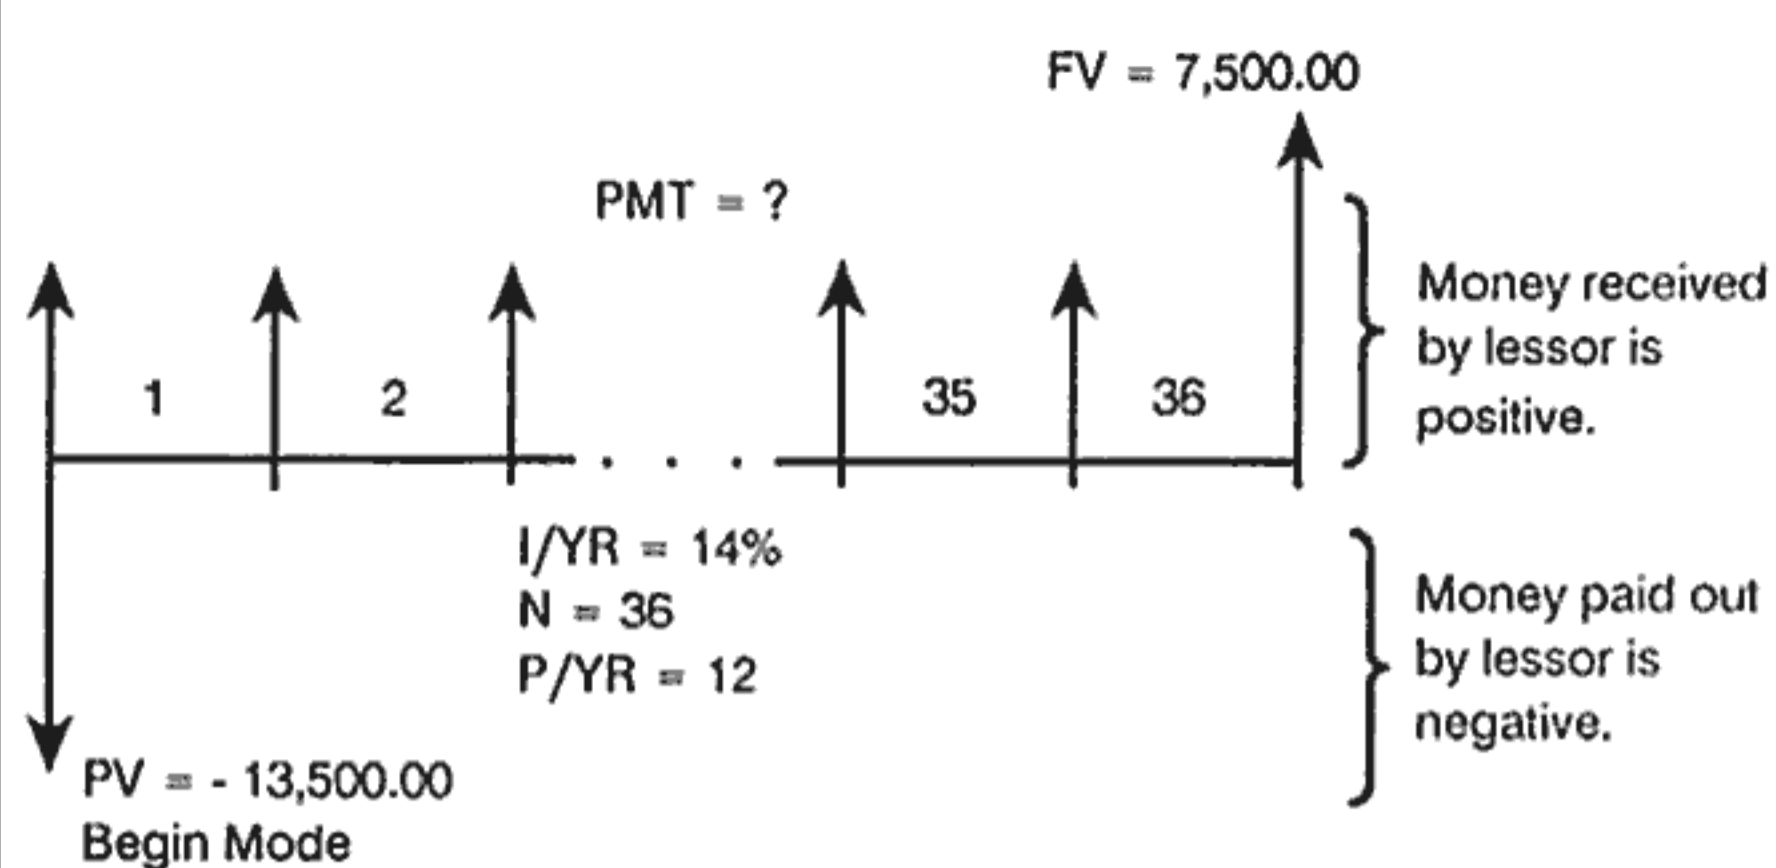 FV = 7,500.00
PMT = ?
Money received
by lessor is
positive.
1
2
.  .  .
35
36
I/YR = 14%
N = 36
P/YR = 12
Money paid out
by lessor is
negative.
PV = - 13,500.00
Begin Mode